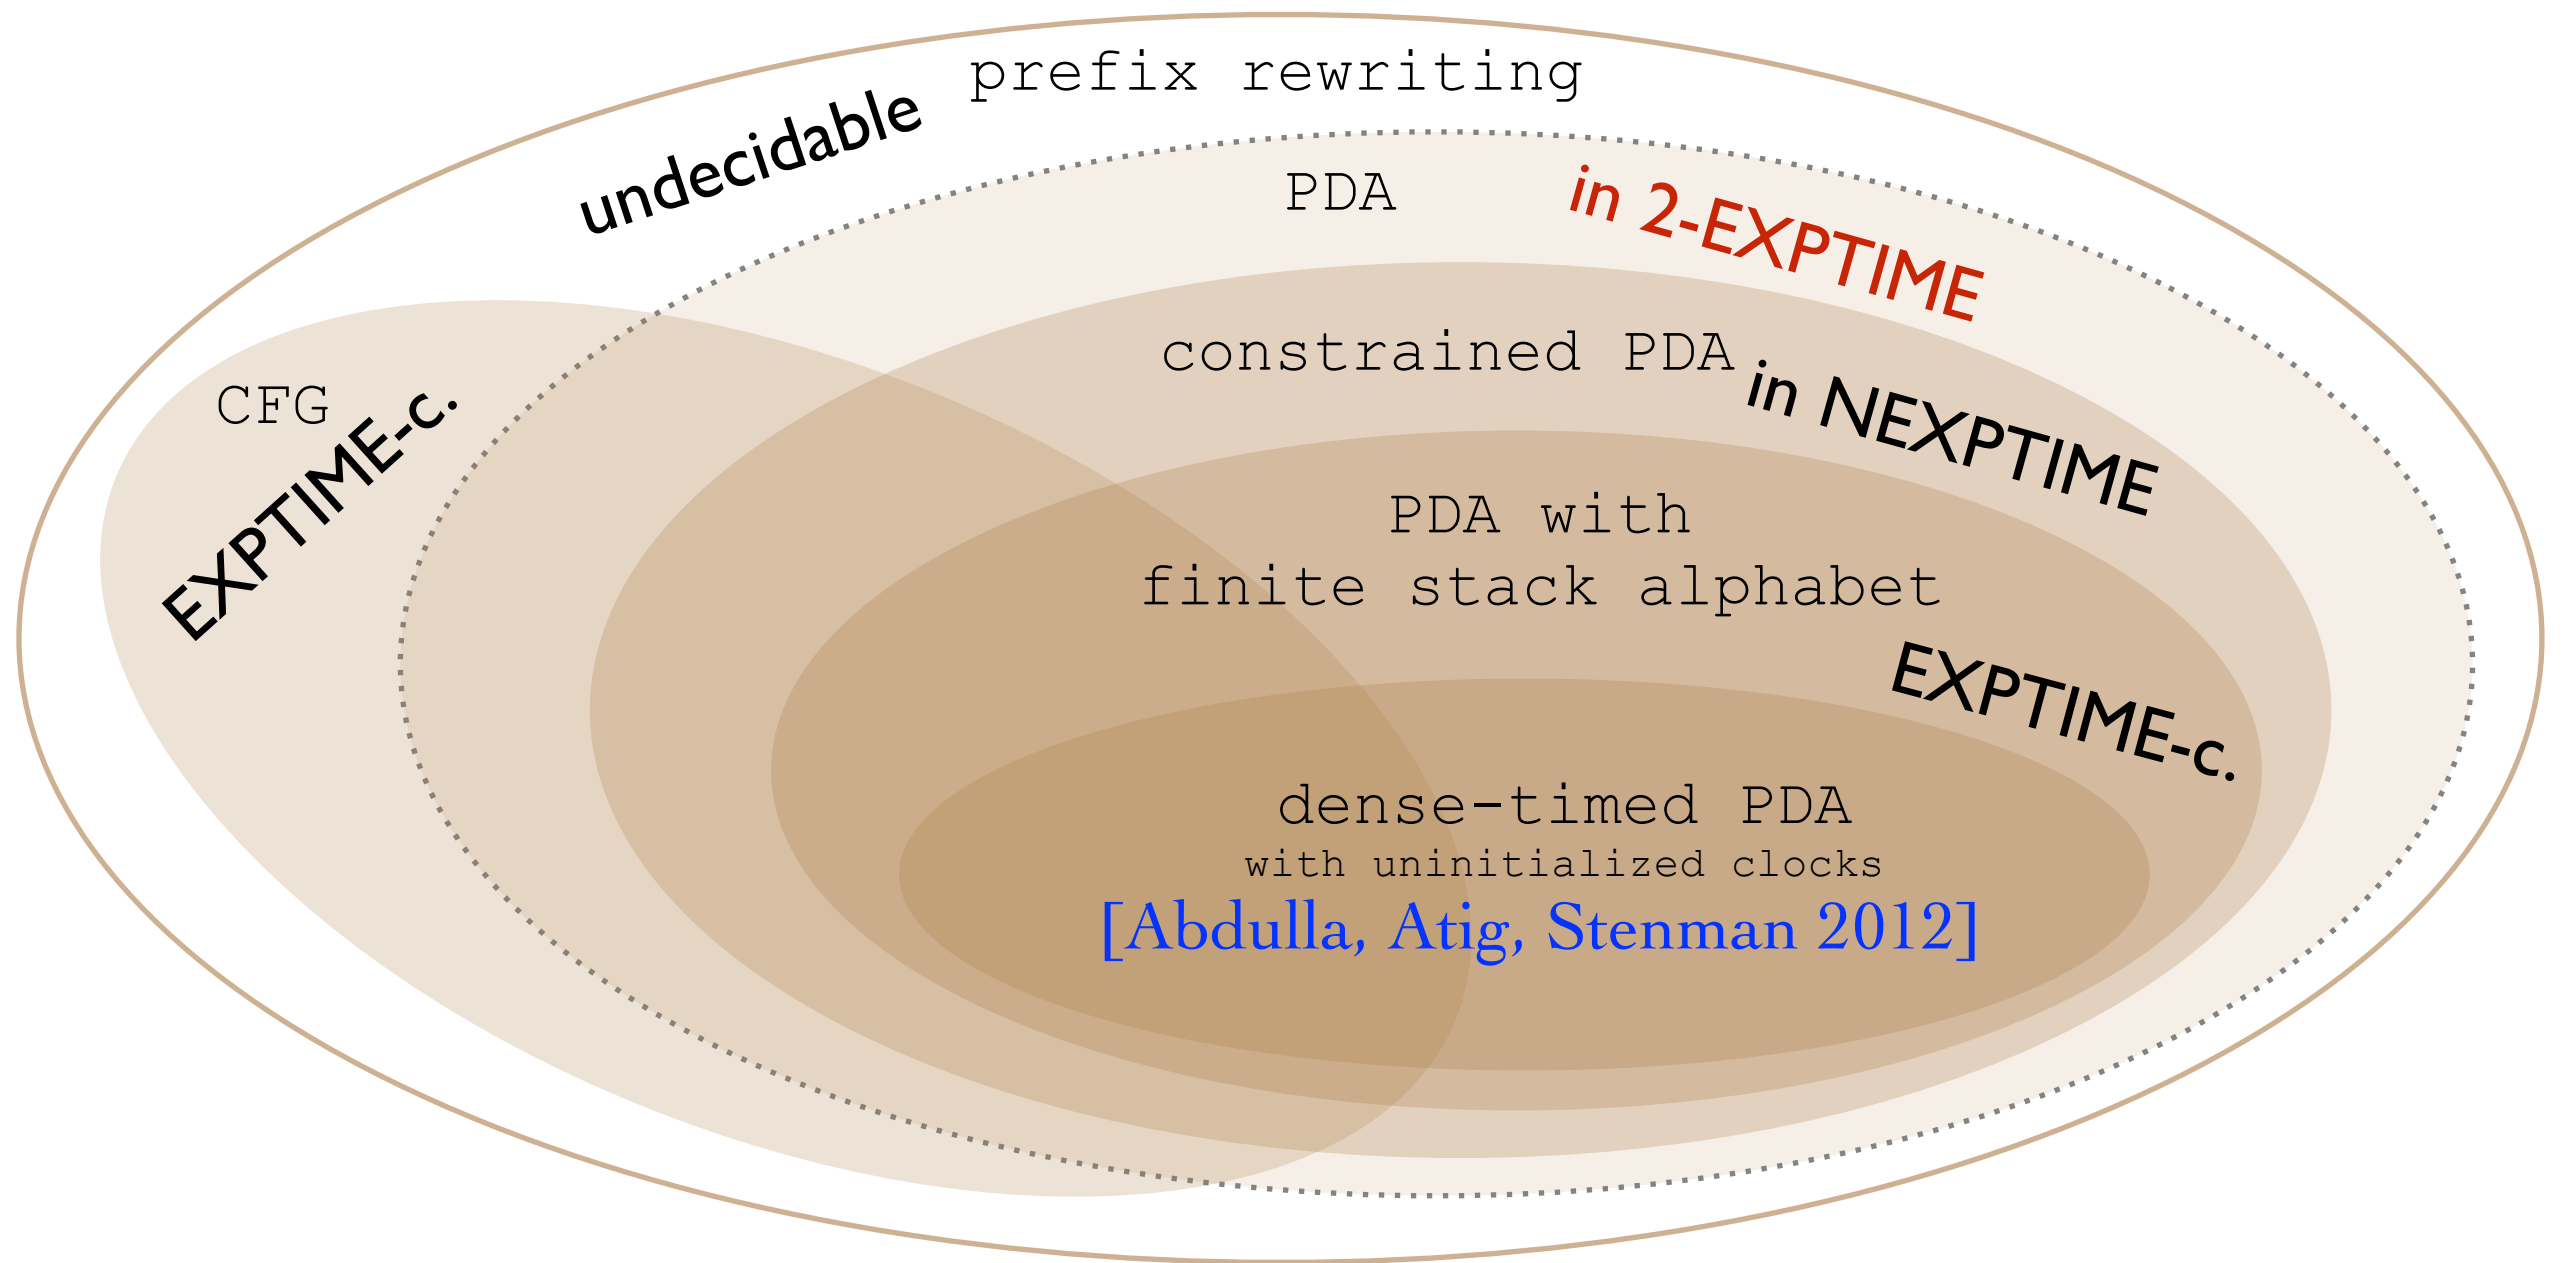 prefix rewriting
undecidable
PDA
in 2-EXPTIME
constrained PDA
in NEXPTIME
CFG
EXPTIME-c.
PDA with
finite stack alphabet
EXPTIME-c.
dense-timed PDA
with uninitialized clocks
[Abdulla, Atig, Stenman 2012]